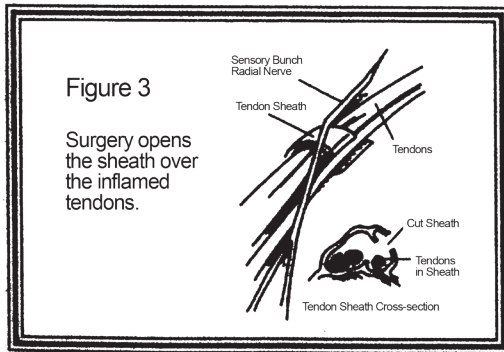 Figure 3
Surgery opens
the sheath over
the inflamed
tendons.
Sensory Bunch
Radial Nerve
Tendon Sheath
Tendons
Cut Sheath
Tendons
in Sheath
Tendon Sheath Cross-section